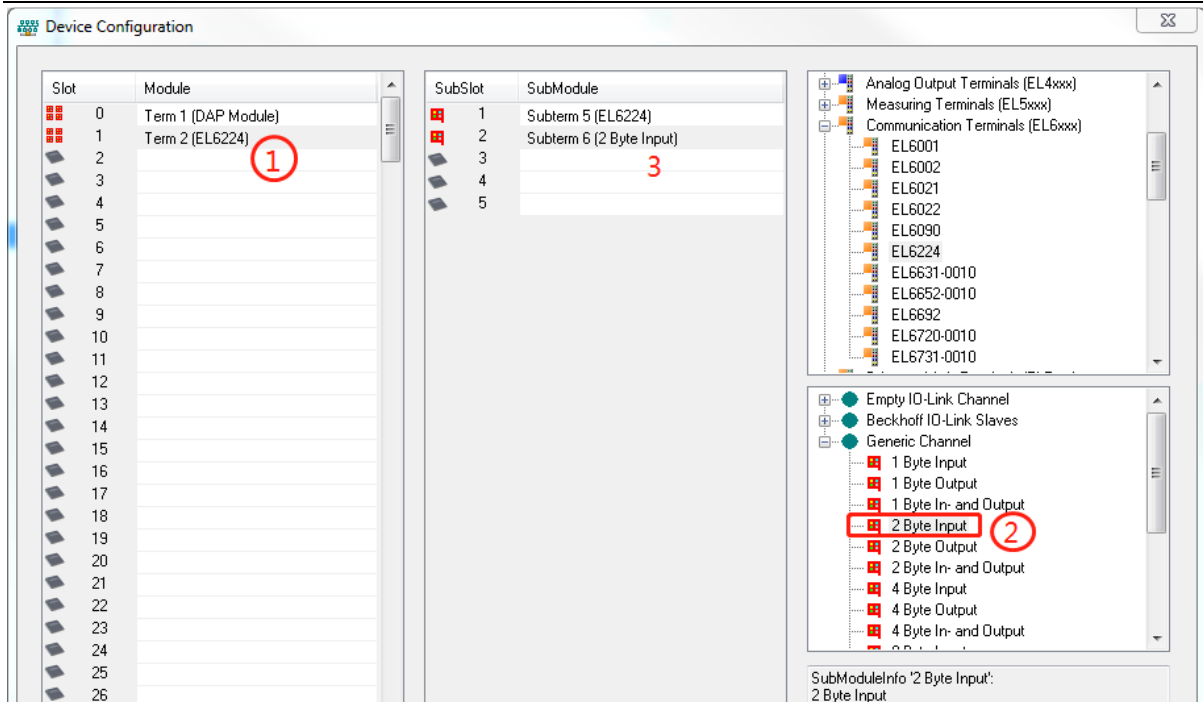 Device Configuration
Slot Module
0 Term 1 (DAP Module)
1 Term 2 (EL6224)
1
2
3
4
5
6
7
8
9
10
11
12
13
14
15
16
17
18
19
20
21
22
23
24
25
26
SubSlot SubModule
1 Subterm 5 (EL6224)
2 Subterm 6 (2 Byte Input)
3
3
4
5
Analog Output Terminals (EL4xxx)
Measuring Terminals (EL5xxx)
Communication Terminals (EL6xxx)
EL6001
EL6002
EL6021
EL6022
EL6090
EL6224
EL6631-0010
EL6652-0010
EL6692
EL6720-0010
EL6731-0010
Empty IO-Link Channel
Beckhoff IO-Link Slaves
Generic Channel
1 Byte Input
1 Byte Output
1 Byte In- and Output
2 Byte Input
2
2 Byte Output
2 Byte In- and Output
4 Byte Input
4 Byte Output
4 Byte In- and Output
SubModuleInfo '2 Byte Input':
2 Byte Input